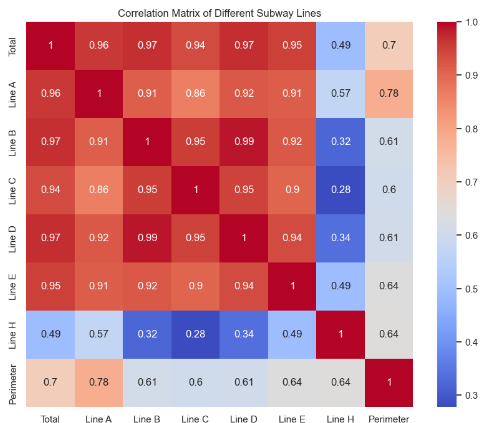 Correlation Matrix of Different Subway Lines
Total 1 0.96 0.97 0.94 0.97 0.95 0.49 0.7
Line A 0.96 1 0.91 0.86 0.92 0.91 0.57 0.78
Line B 0.97 0.91 1 0.95 0.99 0.92 0.32 0.61
Line C 0.94 0.86 0.95 1 0.95 0.9 0.28 0.6
Line D 0.97 0.92 0.99 0.95 1 0.94 0.34 0.61
Line E 0.95 0.91 0.92 0.9 0.94 1 0.49 0.64
Line H 0.49 0.57 0.32 0.28 0.34 0.49 1 0.64
Perimeter 0.7 0.78 0.61 0.6 0.61 0.64 0.64 1
Total Line A Line B Line C Line D Line E Line H Perimeter
1.0
0.9
0.8
0.7
0.6
0.5
0.4
0.3